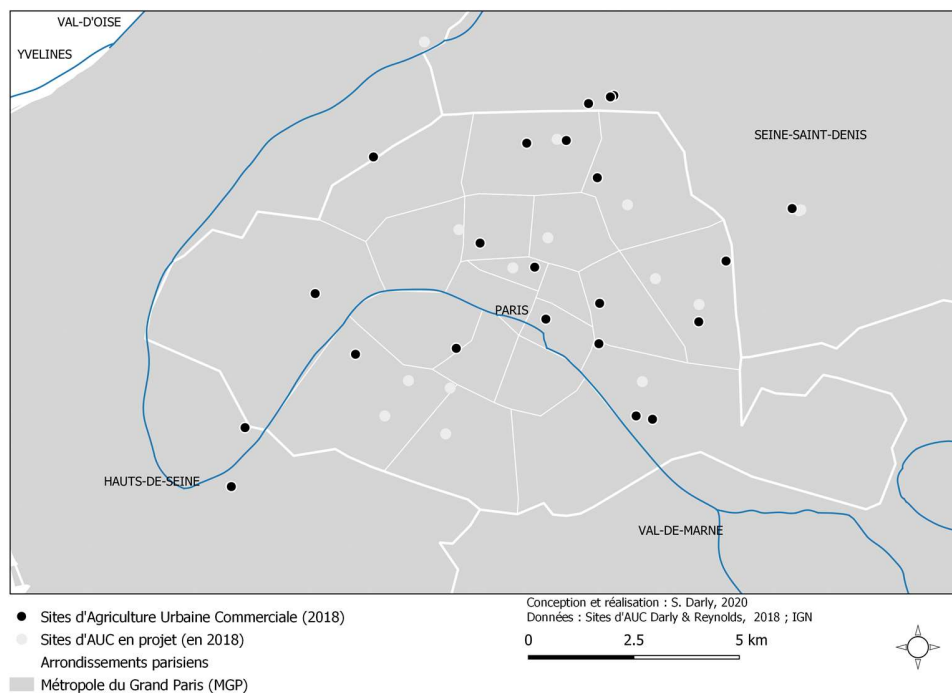 VAL-D'OISE
YVELINES
SEINE-SAINT-DENIS
PARIS
HAUTS-DE-SEINE
VAL-DE-MARNE
Sites d'Agriculture Urbaine Commerciale (2018)
Sites d'AUC en projet (en 2018)
Arrondissements parisiens
Métropole du Grand Paris (MGP)
Conception et réalisation : S. Darly, 2020
Données : Sites d'AUC Darly & Reynolds, 2018 ; IGN
0 2.5 5 km